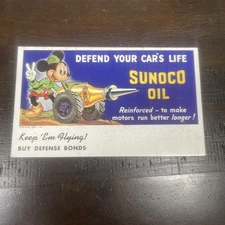 DEFEND YOUR CAR'S LIFE
SUNOCO
OIL
Reinforced – to make
motors run better longer!
Keep 'Em Flying!
BUY DEFENSE BONDS